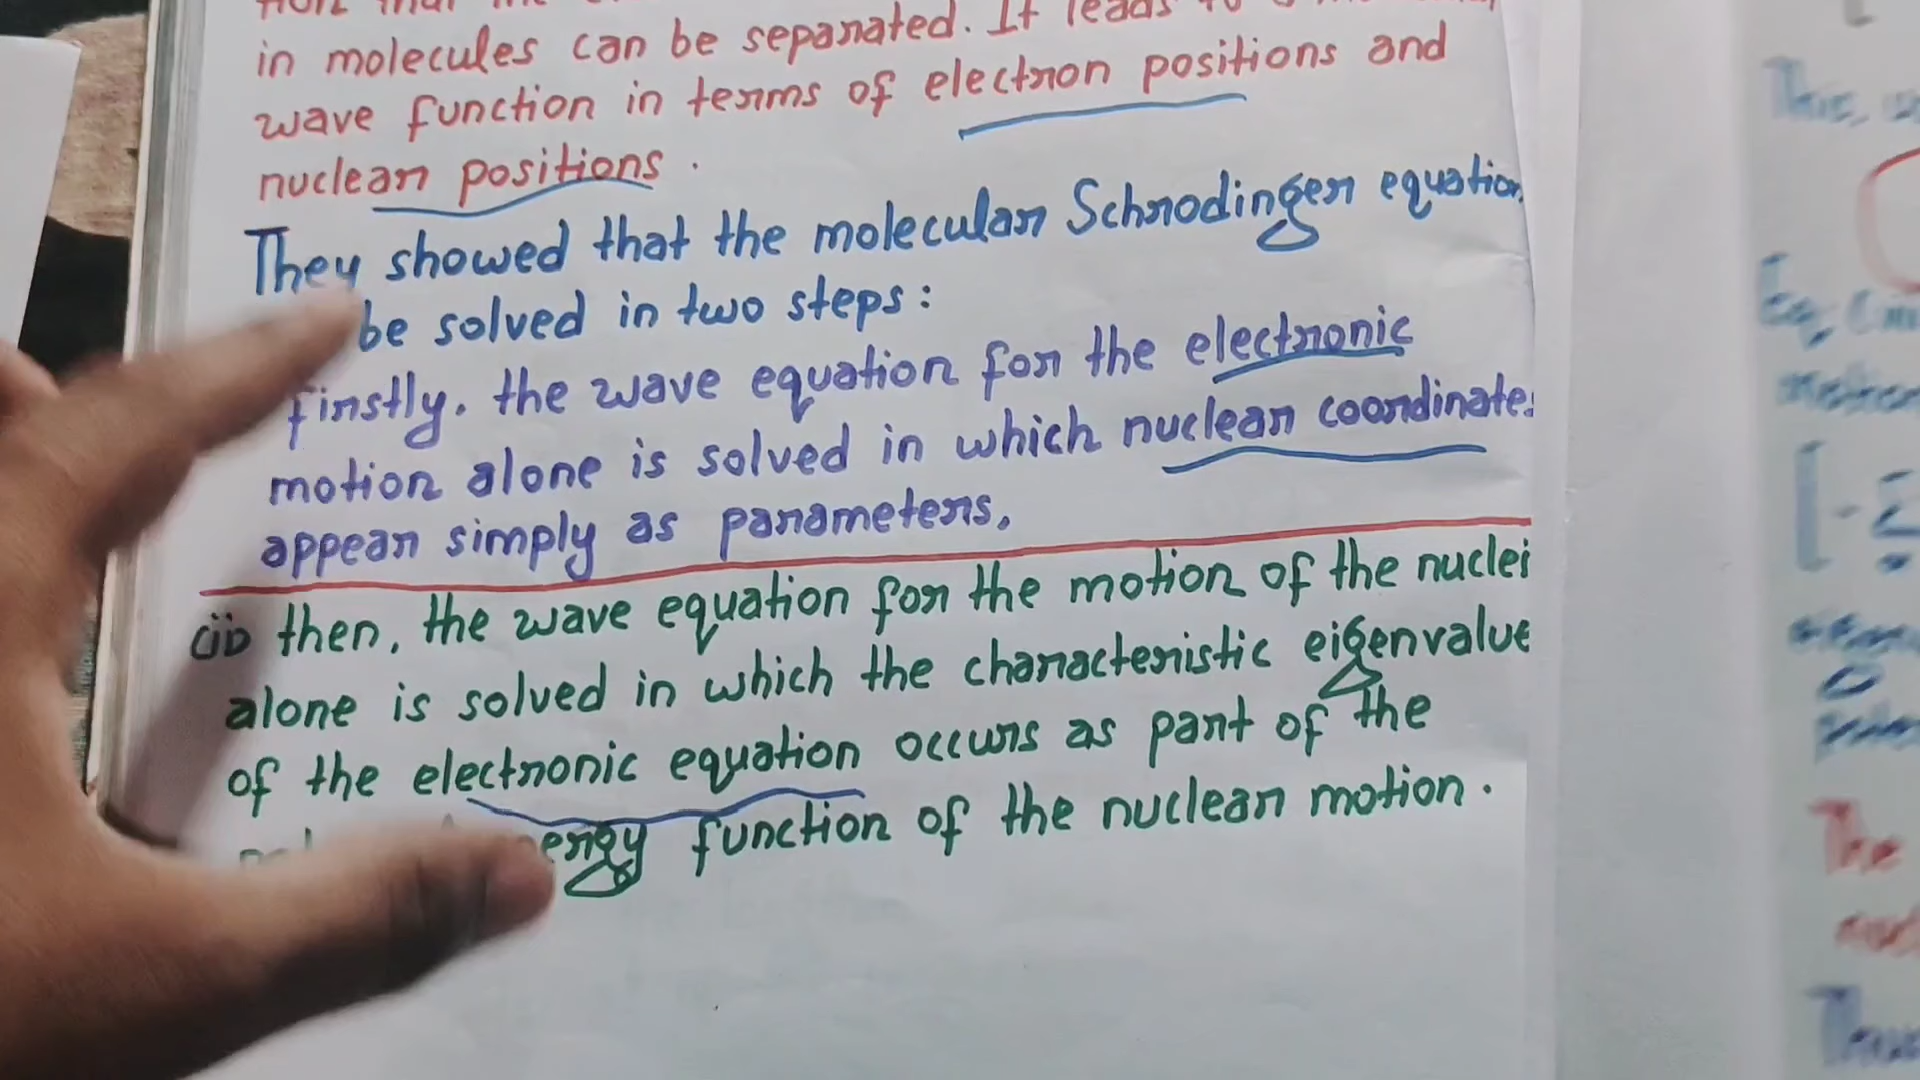 in molecules can be separated. It leads to a
wave function in terms of electron positions and
nuclear positions.
They showed that the molecular Schrodinger equation
be solved in two steps:
firstly, the wave equation for the electronic
motion alone is solved in which nuclear coordinates
appear simply as parameters.
(ii) then, the wave equation for the motion of the nuclei
alone is solved in which the characteristic eigenvalue
of the electronic equation occurs as part of the
function of the nuclear motion.
The